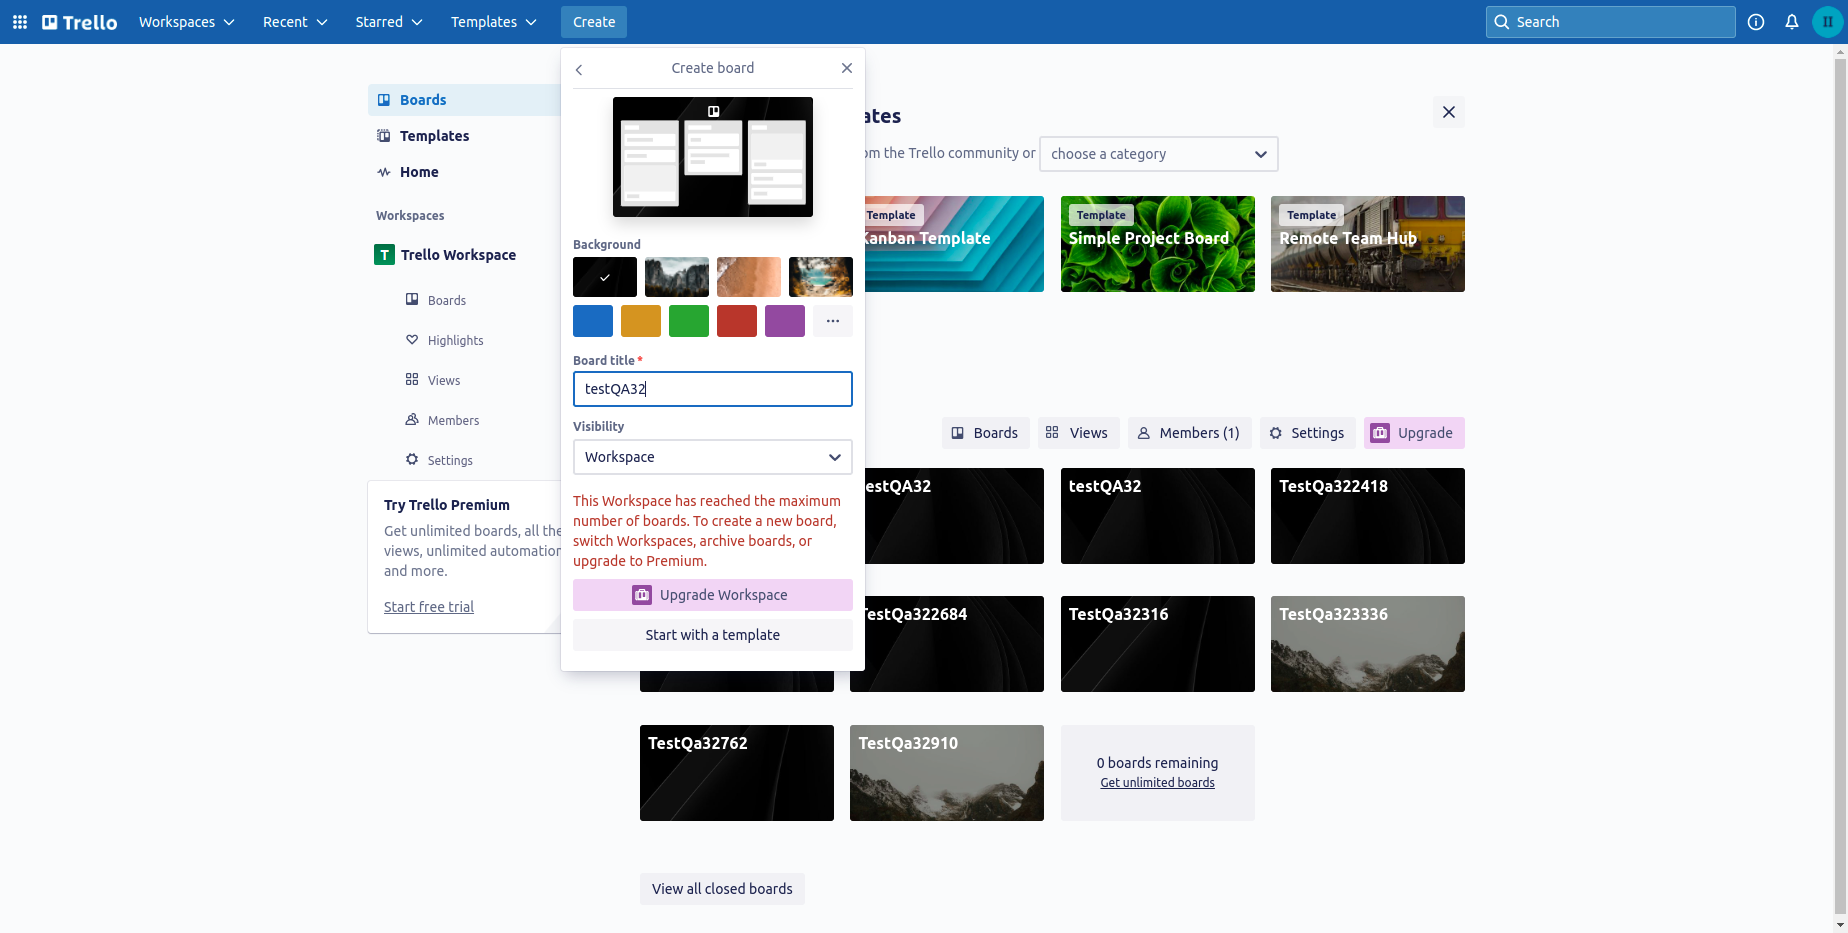 Trello
Workspaces
Recent
Starred
Templates
Create
Search
II
Create board
Boards
Templates
Home
Workspaces
T Trello Workspace
Boards
Highlights
Views
Members
Settings
Try Trello Premium
Get unlimited boards, all the
views, unlimited automation
and more.
Start free trial
Background
Board title *
testQA32
Visibility
Workspace
This Workspace has reached the maximum
number of boards. To create a new board,
switch Workspaces, archive boards, or
upgrade to Premium.
Upgrade Workspace
Start with a template
the Trello community or
choose a category
Template
Kanban Template
Template
Simple Project Board
Template
Remote Team Hub
Boards
Views
Members (1)
Settings
Upgrade
estQA32
testQA32
TestQa322418
TestQa322684
TestQa32316
TestQa323336
TestQa32762
TestQa32910
0 boards remaining
Get unlimited boards
View all closed boards